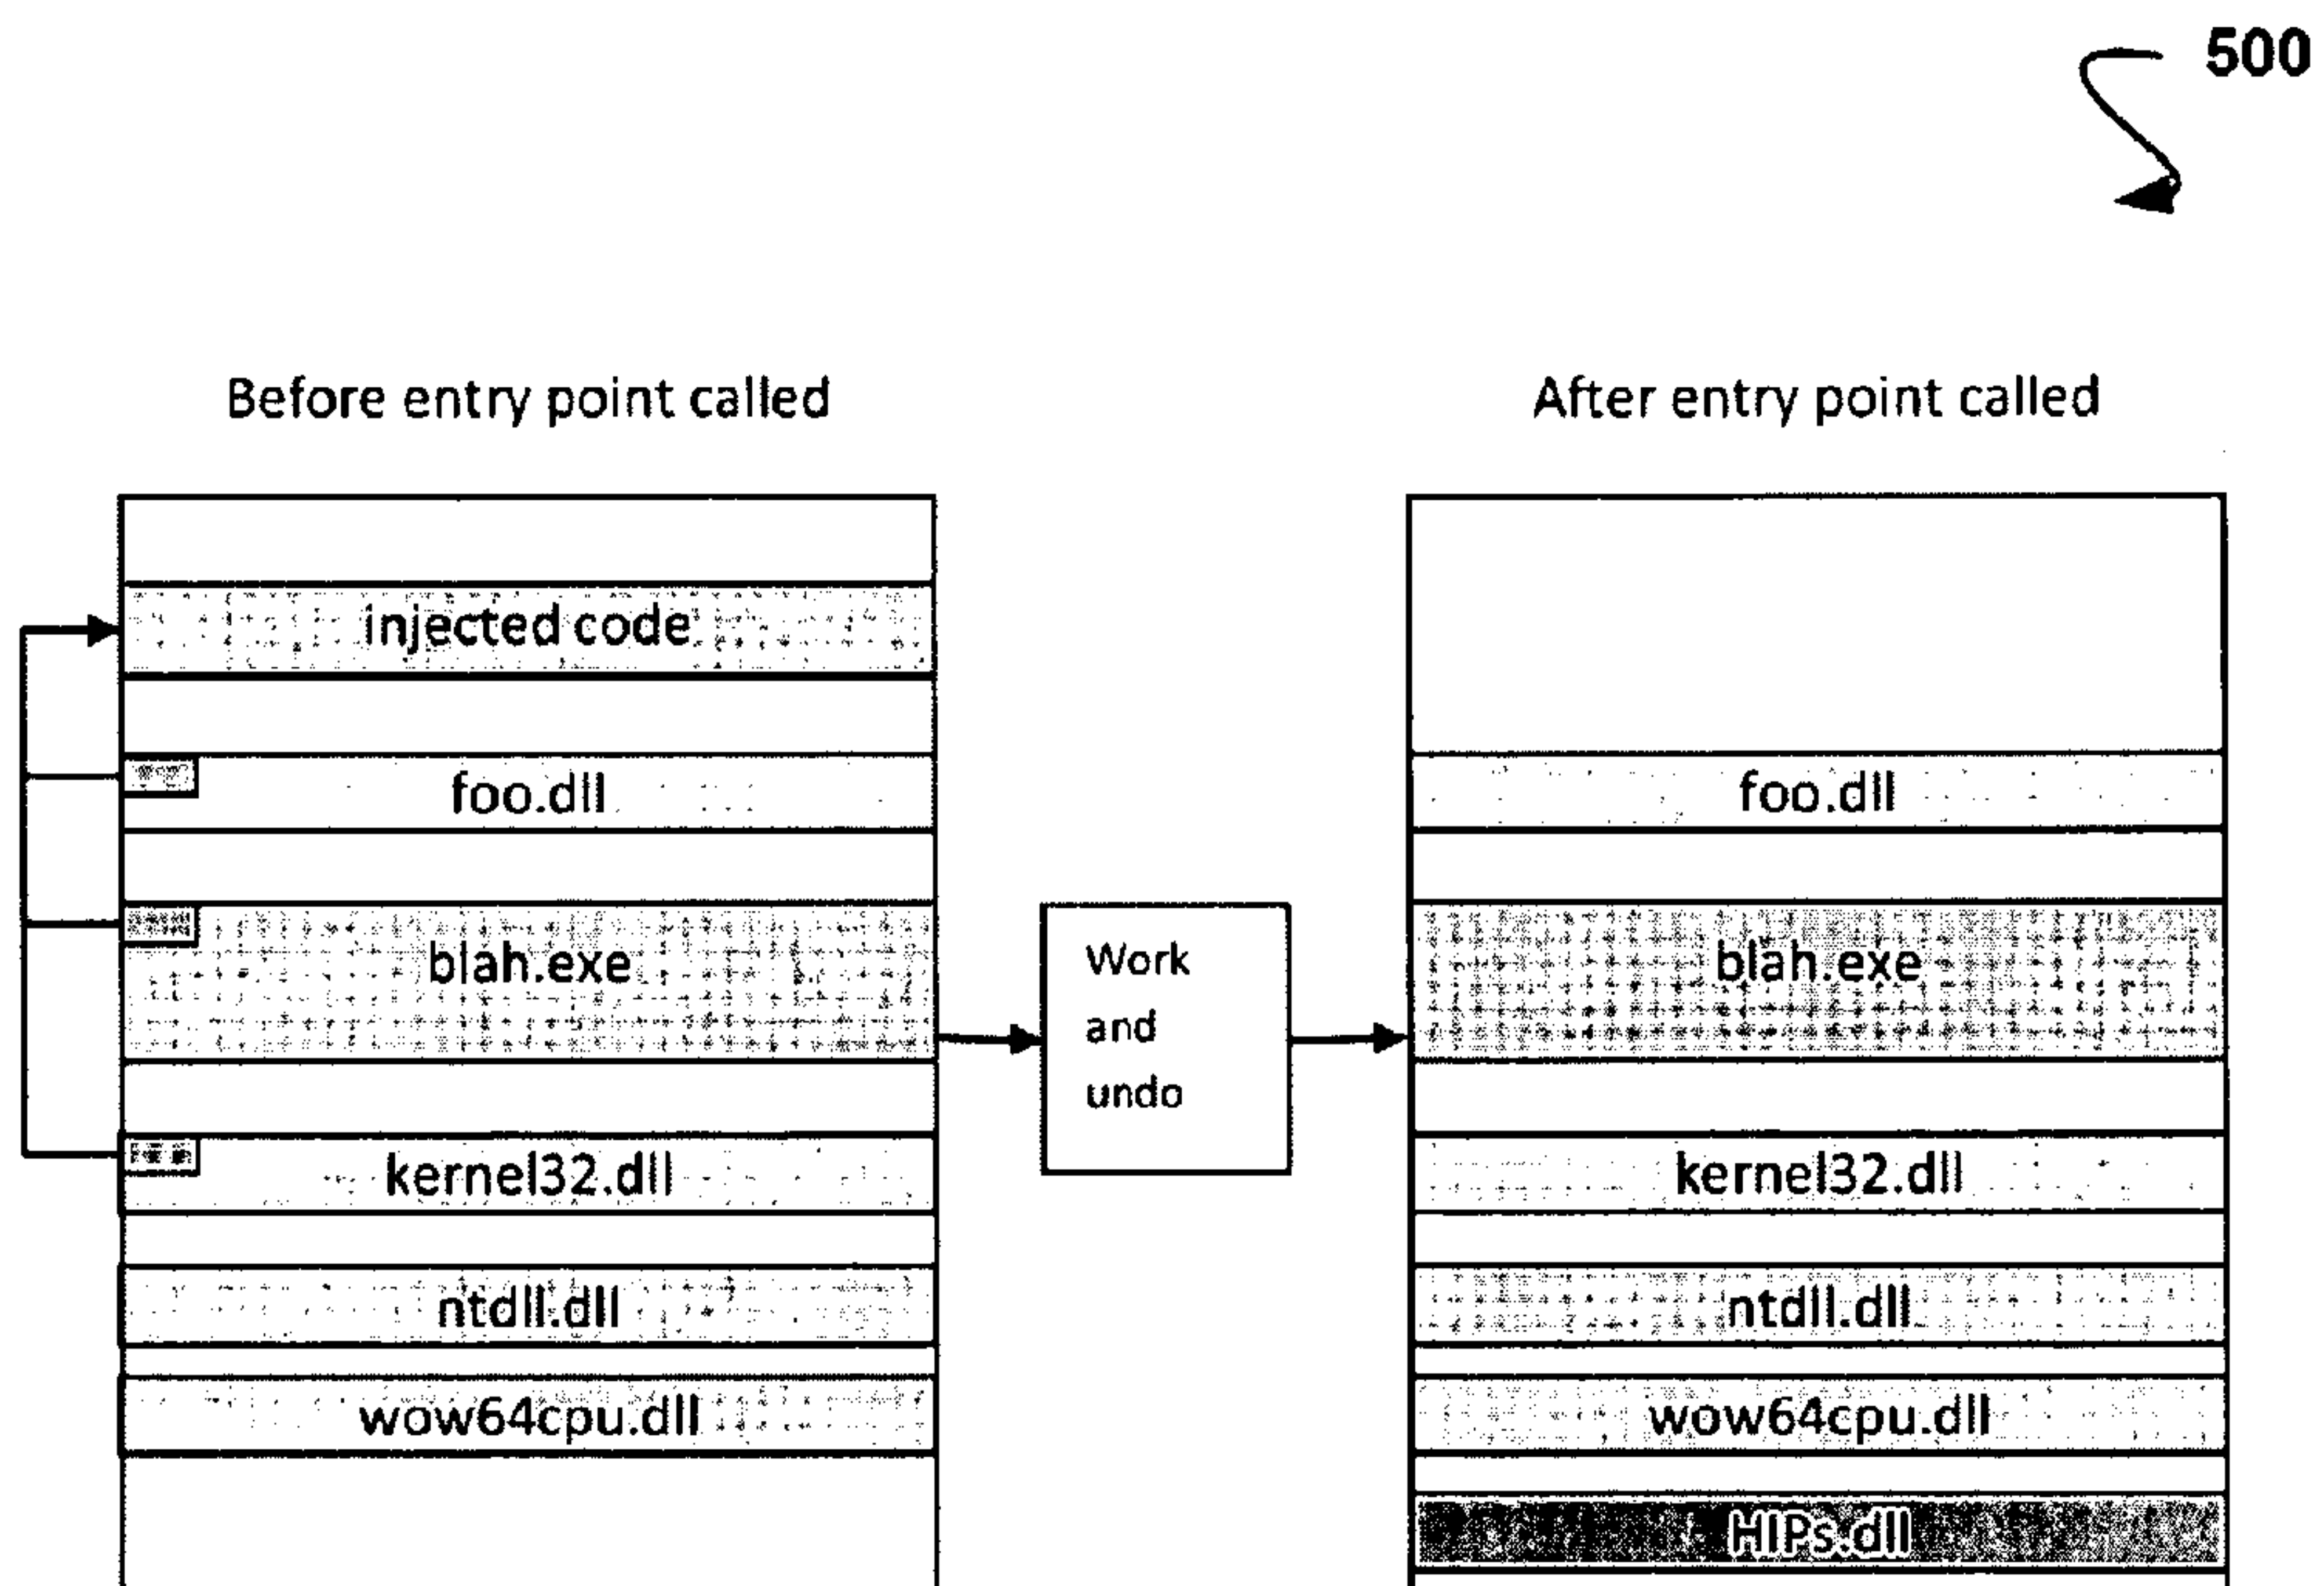 500
Before entry point called
After entry point called
injected code
foo.dll
foo.dll
blah.exe
blah.exe
Work
and
undo
kernel32.dll
kernel32.dll
ntdll.dll
ntdll.dll
wow64cpu.dll
wow64cpu.dll
HIPs.dll